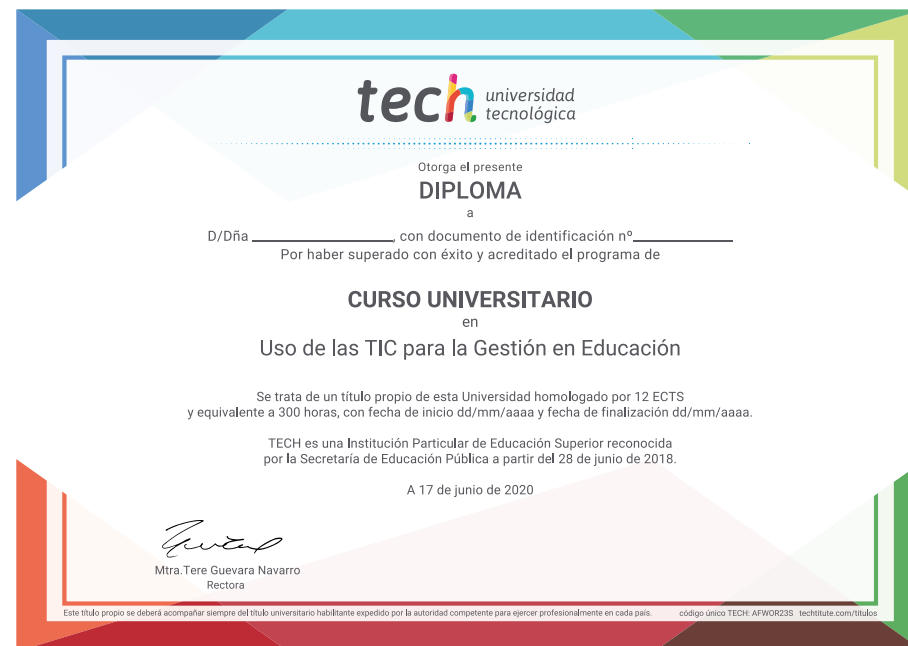 tech universidad
tecnológica
Otorga el presente
DIPLOMA
a
D/Dña ____________, con documento de identificación nº____________
Por haber superado con éxito y acreditado el programa de
CURSO UNIVERSITARIO
en
Uso de las TIC para la Gestión en Educación
Se trata de un título propio de esta Universidad homologado por 12 ECTS
y equivalente a 300 horas, con fecha de inicio dd/mm/aaaa y fecha de finalización dd/mm/aaaa.
TECH es una Institución Particular de Educación Superior reconocida
por la Secretaría de Educación Pública a partir del 28 de junio de 2018.
A 17 de junio de 2020
Mtra.Tere Guevara Navarro
Rectora
Este título propio se deberá acompañar siempre del título universitario habilitante expedido por la autoridad competente para ejercer profesionalmente en cada país. código único TECH: AFWOR23S techtitute.com/títulos